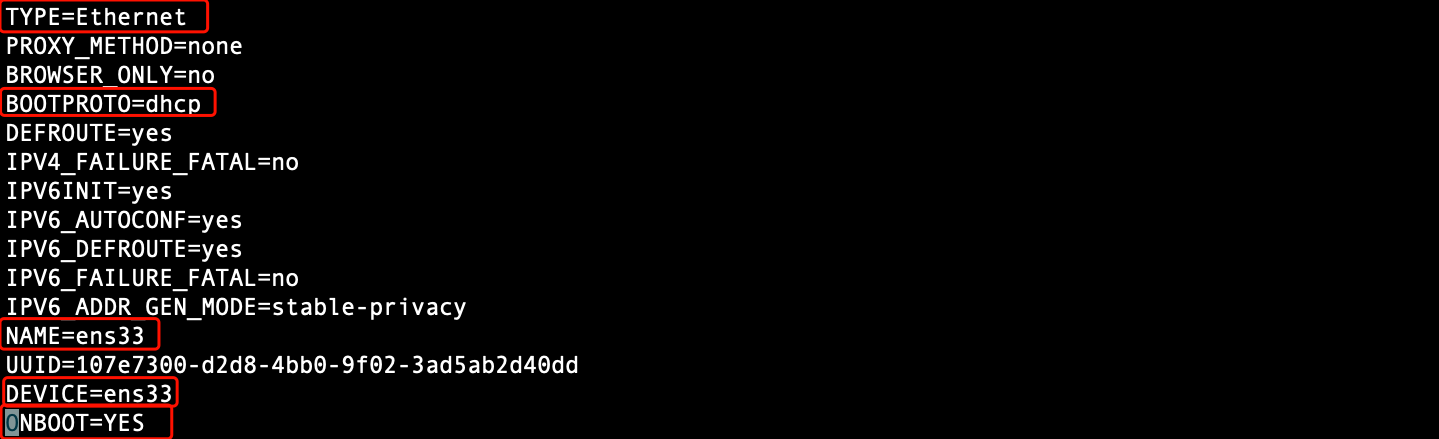 TYPE=Ethernet
PROXY_METHOD=none
BROWSER_ONLY=no
BOOTPROTO=dhcp
DEFROUTE=yes
IPV4_FAILURE_FATAL=no
IPV6INIT=yes
IPV6_AUTOCONF=yes
IPV6_DEFROUTE=yes
IPV6_FAILURE_FATAL=no
IPV6_ADDR_GEN_MODE=stable-privacy
NAME=ens33
UUID=107e7300-d2d8-4bb0-9f02-3ad5ab2d40dd
DEVICE=ens33
ONBOOT=YES